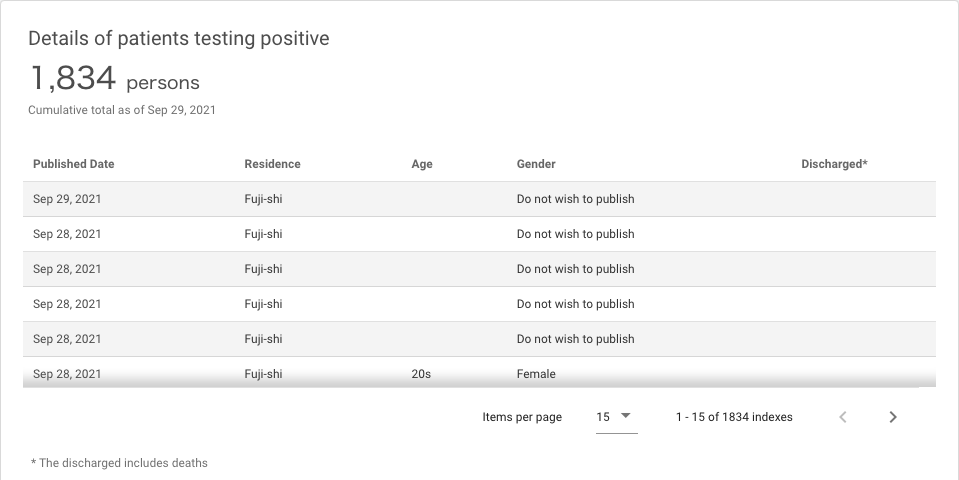 Details of patients testing positive
1,834 persons
Cumulative total as of Sep 29, 2021
Published Date Residence Age Gender Discharged*
Sep 29, 2021 Fuji-shi Do not wish to publish
Sep 28, 2021 Fuji-shi Do not wish to publish
Sep 28, 2021 Fuji-shi Do not wish to publish
Sep 28, 2021 Fuji-shi Do not wish to publish
Sep 28, 2021 Fuji-shi Do not wish to publish
Sep 28, 2021 Fuji-shi 20s Female
Items per page 15 1 - 15 of 1834 indexes
* The discharged includes deaths